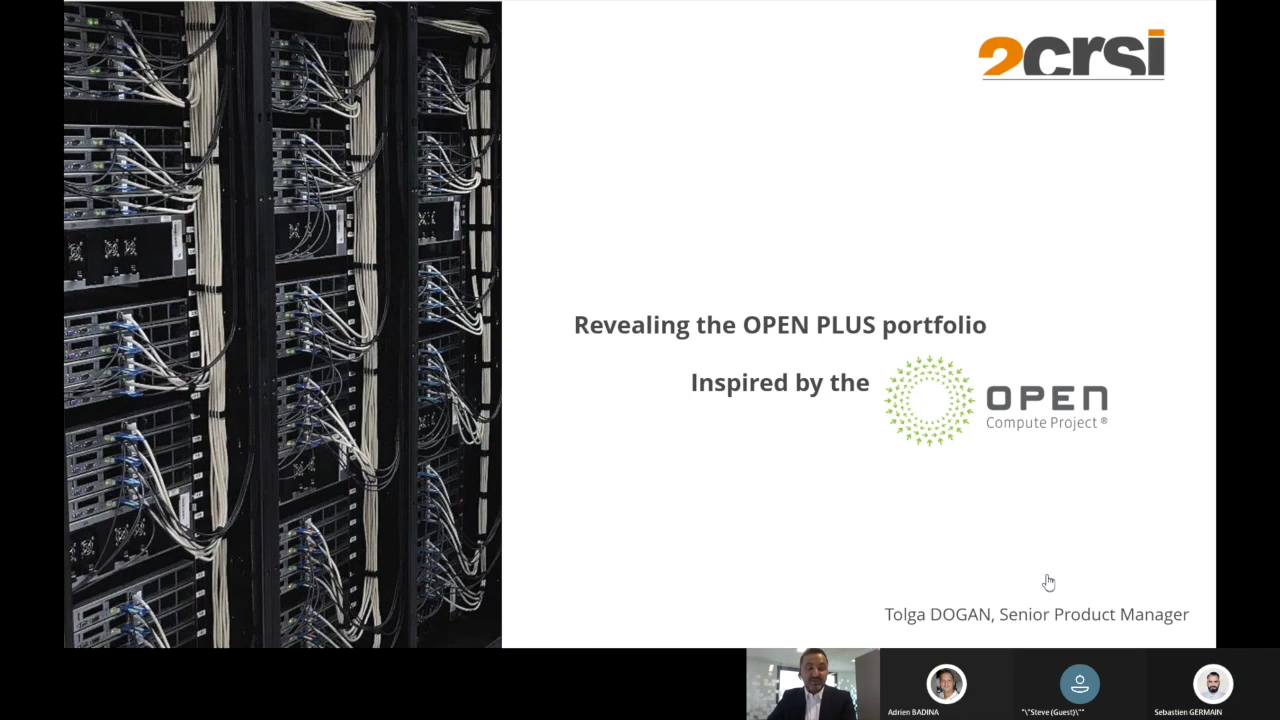 2crsi
Revealing the OPEN PLUS portfolio
Inspired by the
OPEN
Compute Project ®
Tolga DOGAN, Senior Product Manager
Adrien BADINA
"\"Steve (Guest)\""
Sebastien GERMAIN